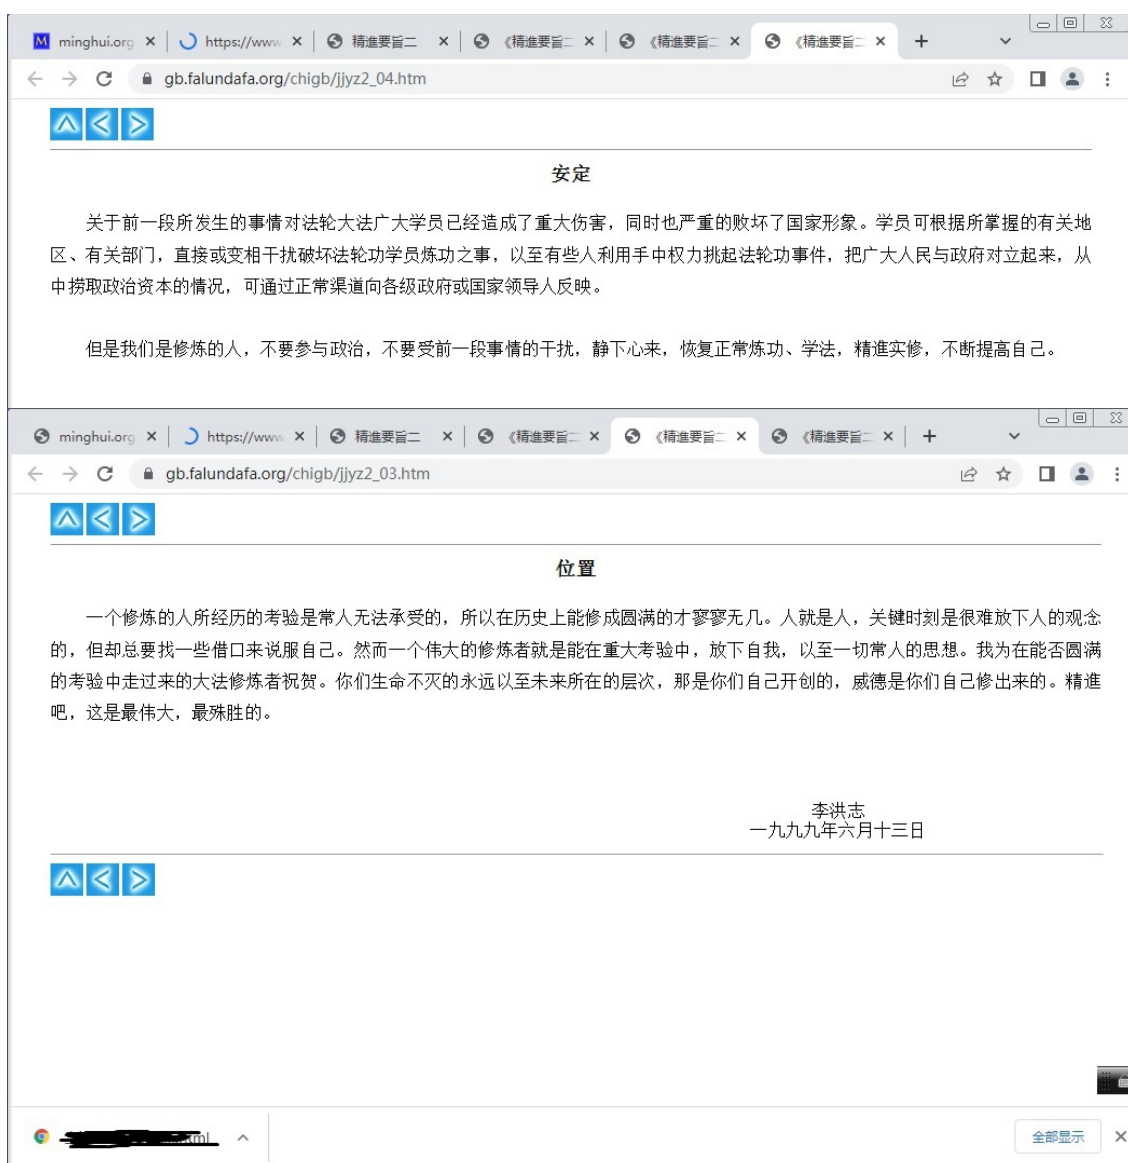 minghui.org
https://www
精進要旨二
《精進要旨二
《精進要旨二
《精進要旨二
gb.falundafa.org/chigb/jjyz2_04.htm
安定
关于前一段所发生的事情对法轮大法广大学员已经造成了重大伤害，同时也严重的败坏了国家形象。学员可根据所掌握的有关地
区、有关部门，直接或变相干扰破坏法轮功学员炼功之事，以至有些人利用手中权力挑起法轮功事件，把广大人民与政府对立起来，从
中捞取政治资本的情况，可通过正常渠道向各级政府或国家领导人反映。
但是我们是修炼的人，不要参与政治，不要受前一段事情的干扰，静下心来，恢复正常炼功、学法，精進实修，不断提高自己。
minghui.org
https://www
精進要旨二
《精進要旨二
《精進要旨二
《精進要旨二
gb.falundafa.org/chigb/jjyz2_03.htm
位置
一个修炼的人所经历的考验是常人无法承受的，所以在历史上能修成圆满的才寥寥无几。人就是人，关键时刻是很难放下人的观念
的，但却总要找一些借口来说服自己。然而一个伟大的修炼者就是能在重大考验中，放下自我，以至一切常人的思想。我为在能否圆满
的考验中走过来的大法修炼者祝贺。你们生命不灭的永远以至未来所在的层次，那是你们自己开创的，威德是你们自己修出来的。精進
吧，这是最伟大，最殊胜的。
李洪志
一九九九年六月十三日
全部显示